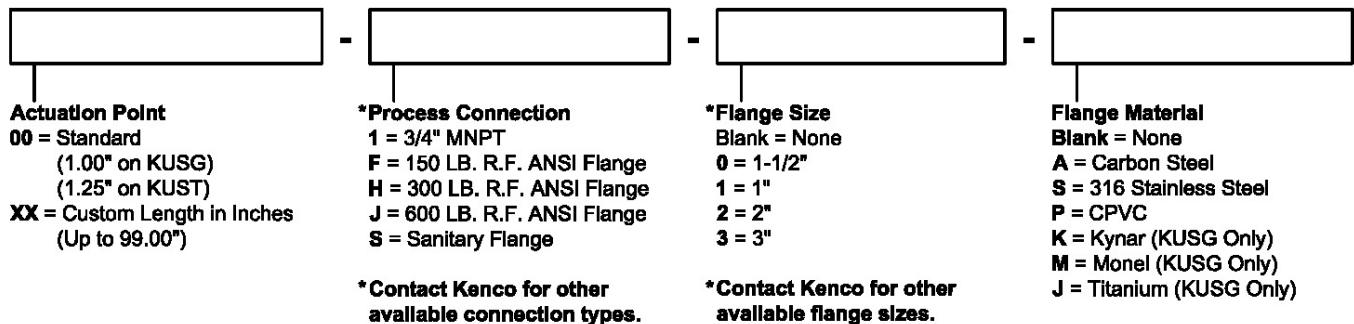 - - -
Actuation Point
00 = Standard
(1.00" on KUSG)
(1.25" on KUST)
XX = Custom Length in Inches
(Up to 99.00")
*Process Connection
1 = 3/4" MNPT
F = 150 LB. R.F. ANSI Flange
H = 300 LB. R.F. ANSI Flange
J = 600 LB. R.F. ANSI Flange
S = Sanitary Flange
*Contact Kenco for other
available connection types.
*Flange Size
Blank = None
0 = 1-1/2"
1 = 1"
2 = 2"
3 = 3"
*Contact Kenco for other
available flange sizes.
Flange Material
Blank = None
A = Carbon Steel
S = 316 Stainless Steel
P = CPVC
K = Kynar (KUSG Only)
M = Monel (KUSG Only)
J = Titanium (KUSG Only)